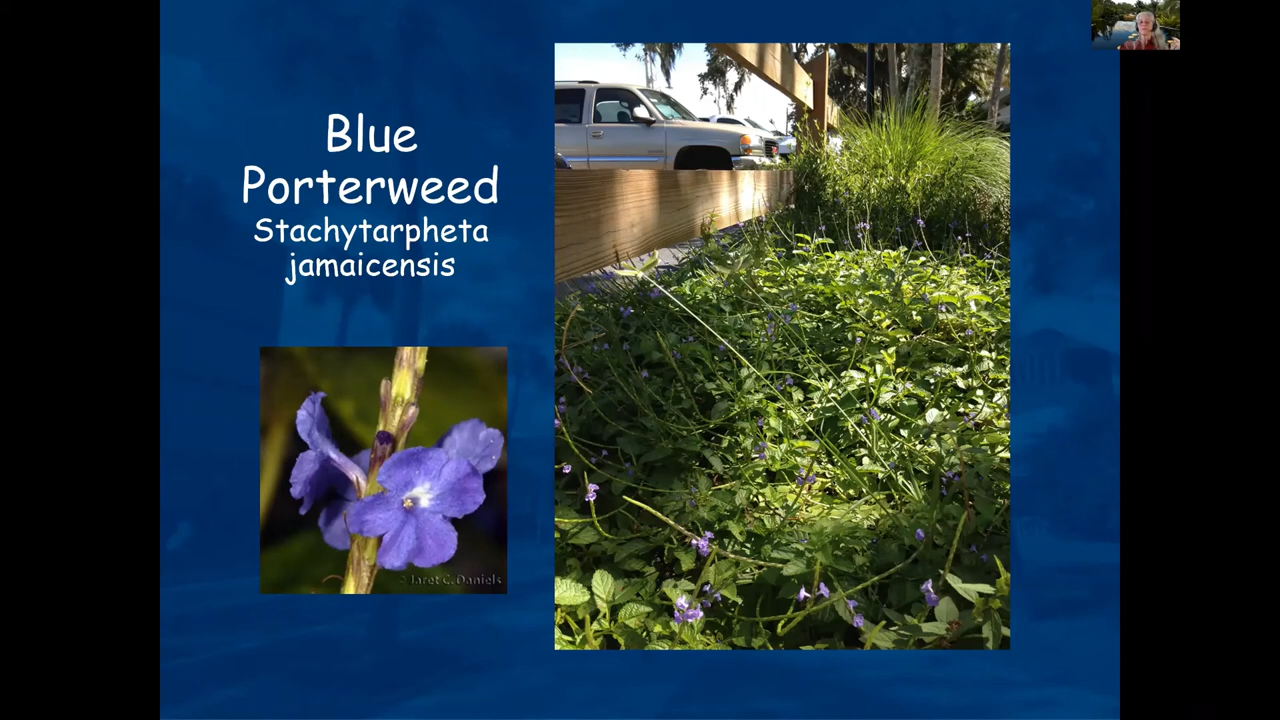 Blue
Porterweed
Stachytarpheta
jamaicensis
© Jaret C. Daniels